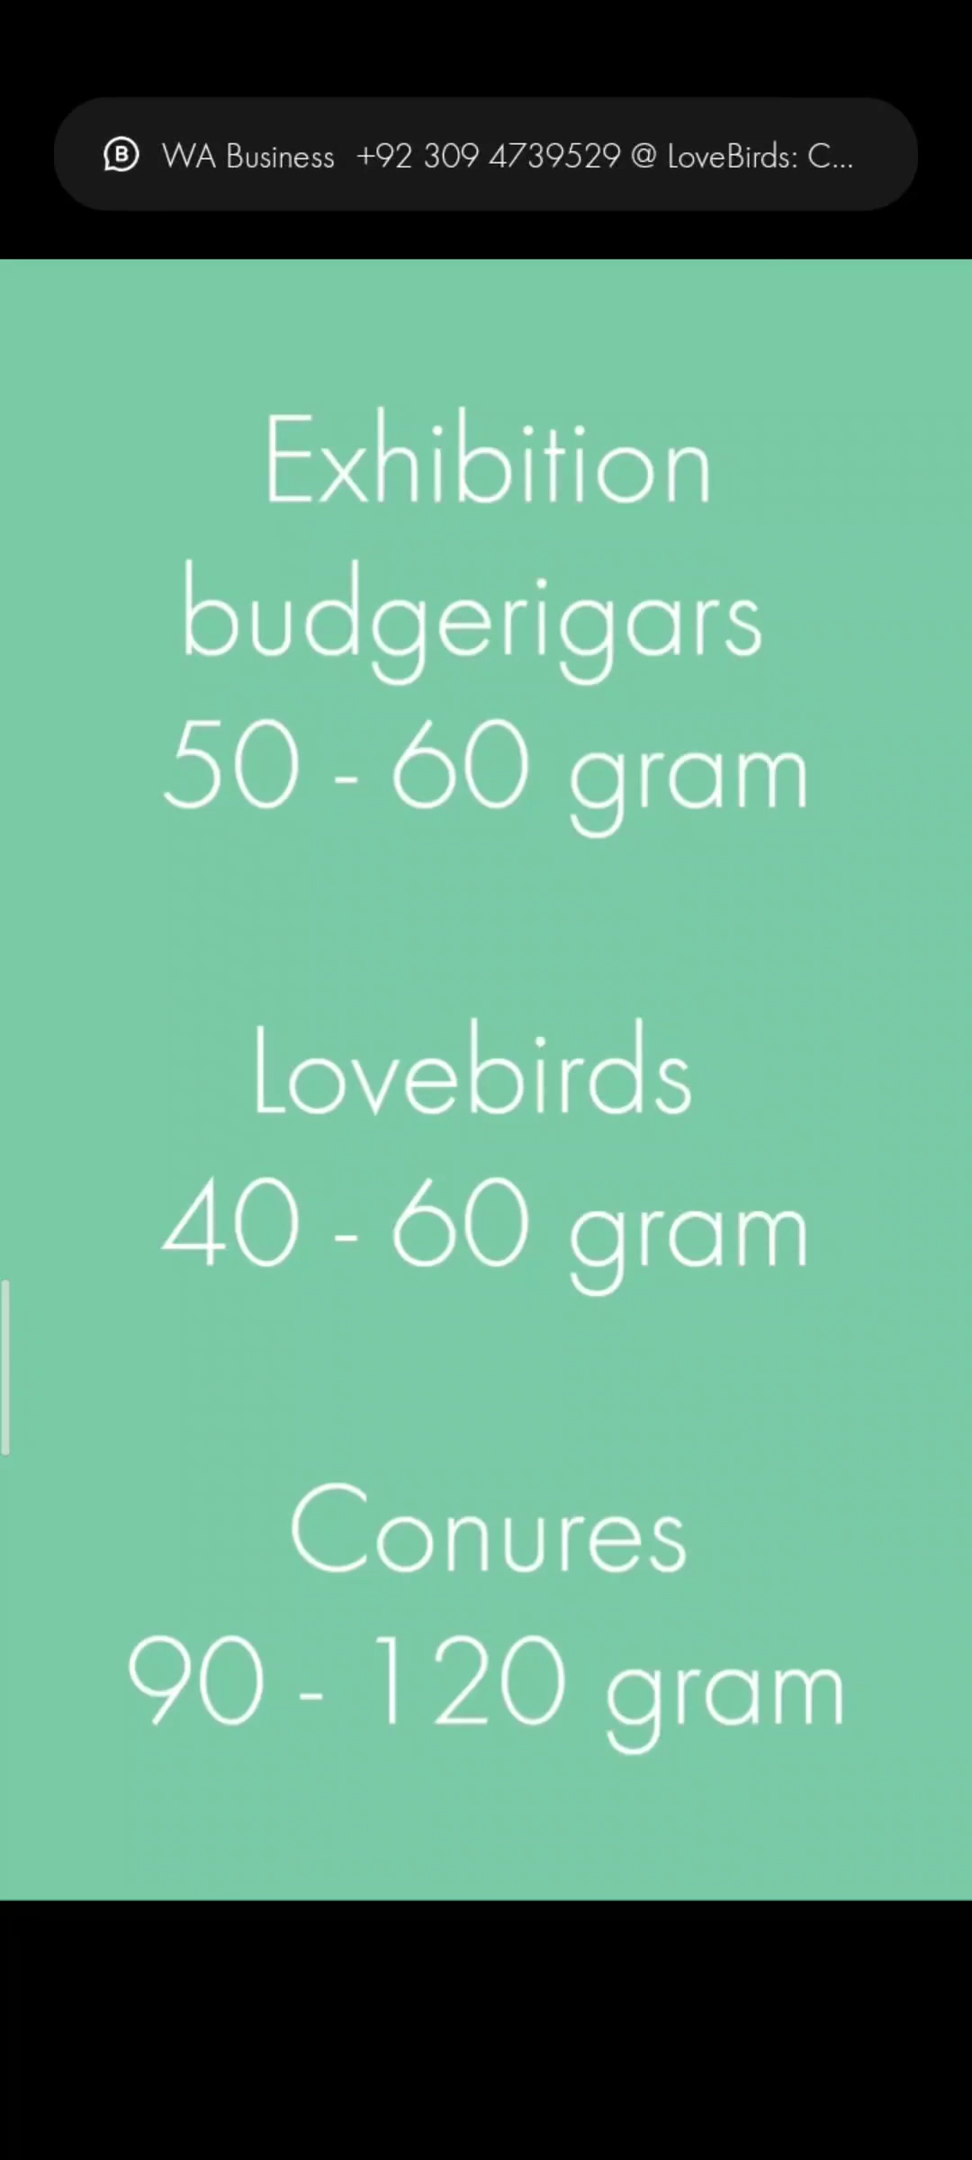 WA Business +92 309 4739529 @ LoveBirds: C...
Exhibition
budgerigars
50 - 60 gram
Lovebirds
40 - 60 gram
Conures
90 - 120 gram